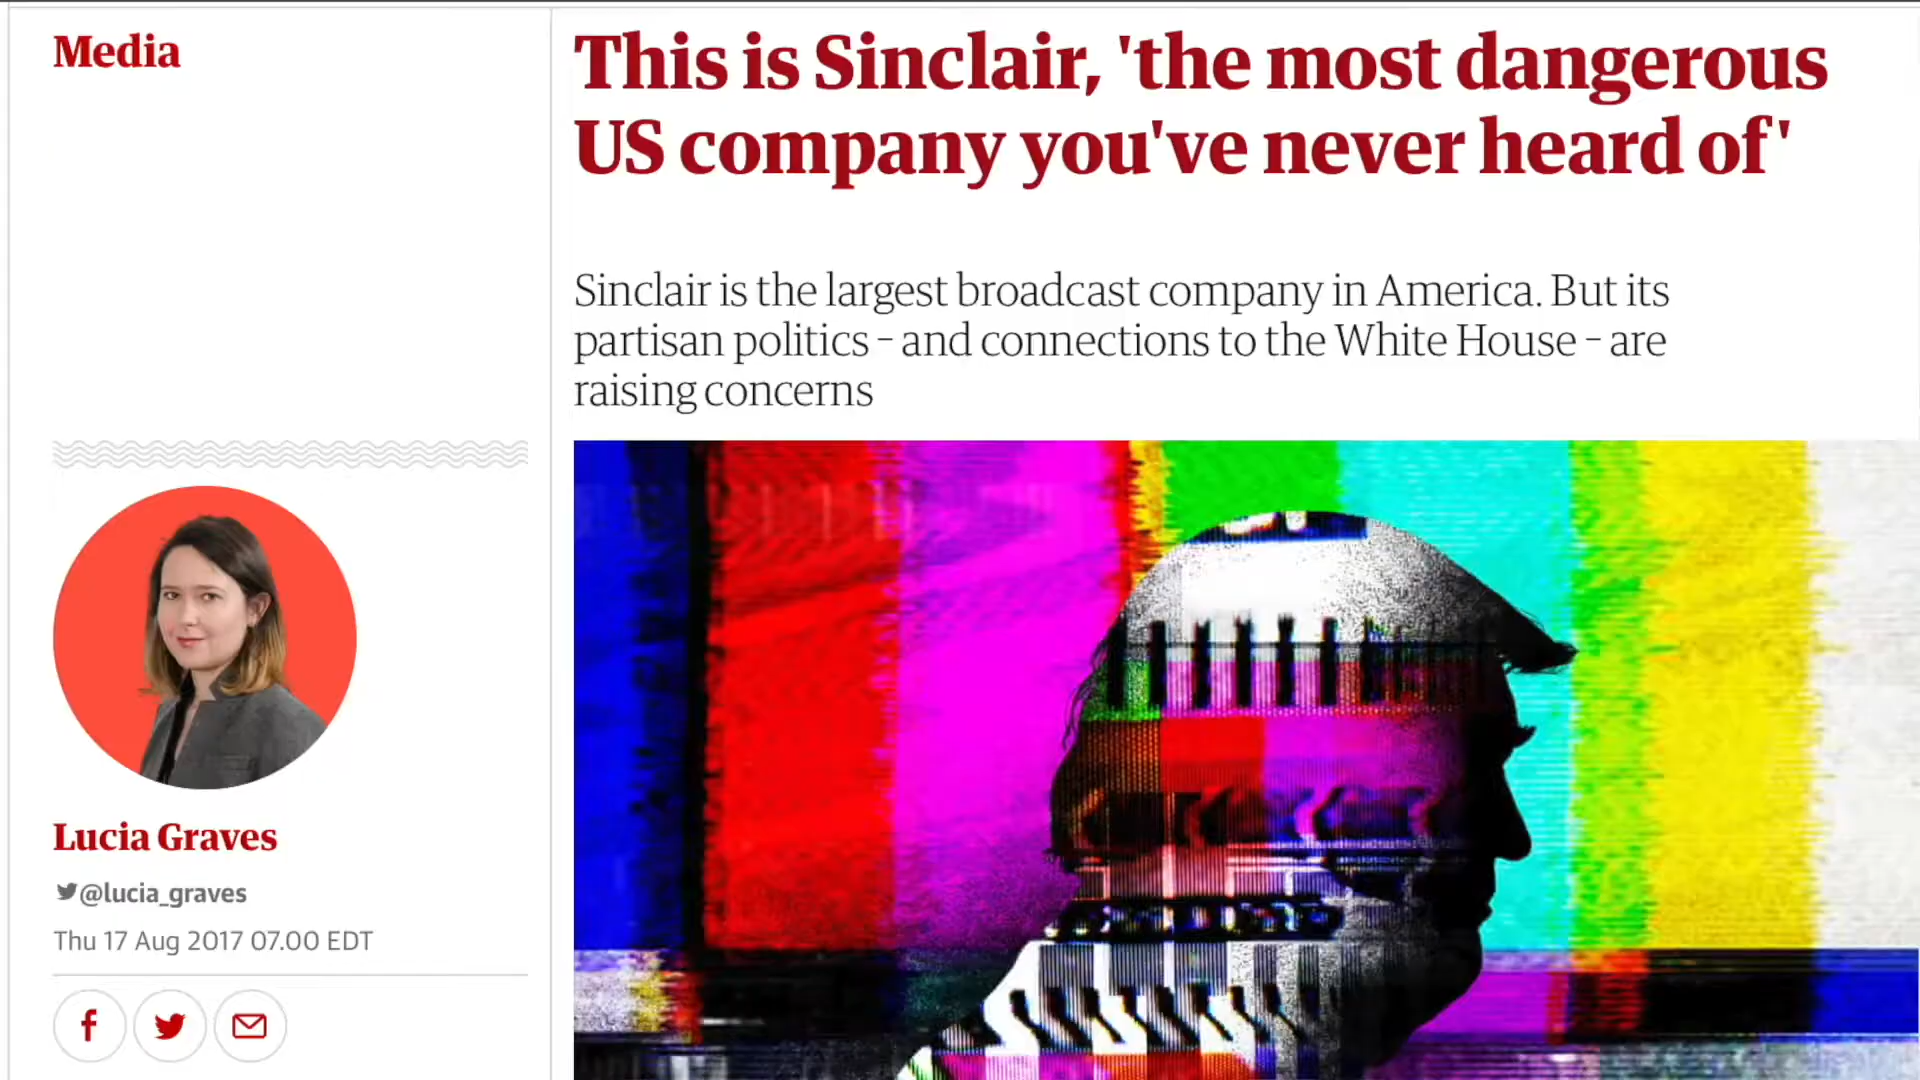 Media
This is Sinclair, 'the most dangerous
US company you've never heard of'
Sinclair is the largest broadcast company in America. But its
partisan politics – and connections to the White House – are
raising concerns
Lucia Graves
@lucia_graves
Thu 17 Aug 2017 07.00 EDT